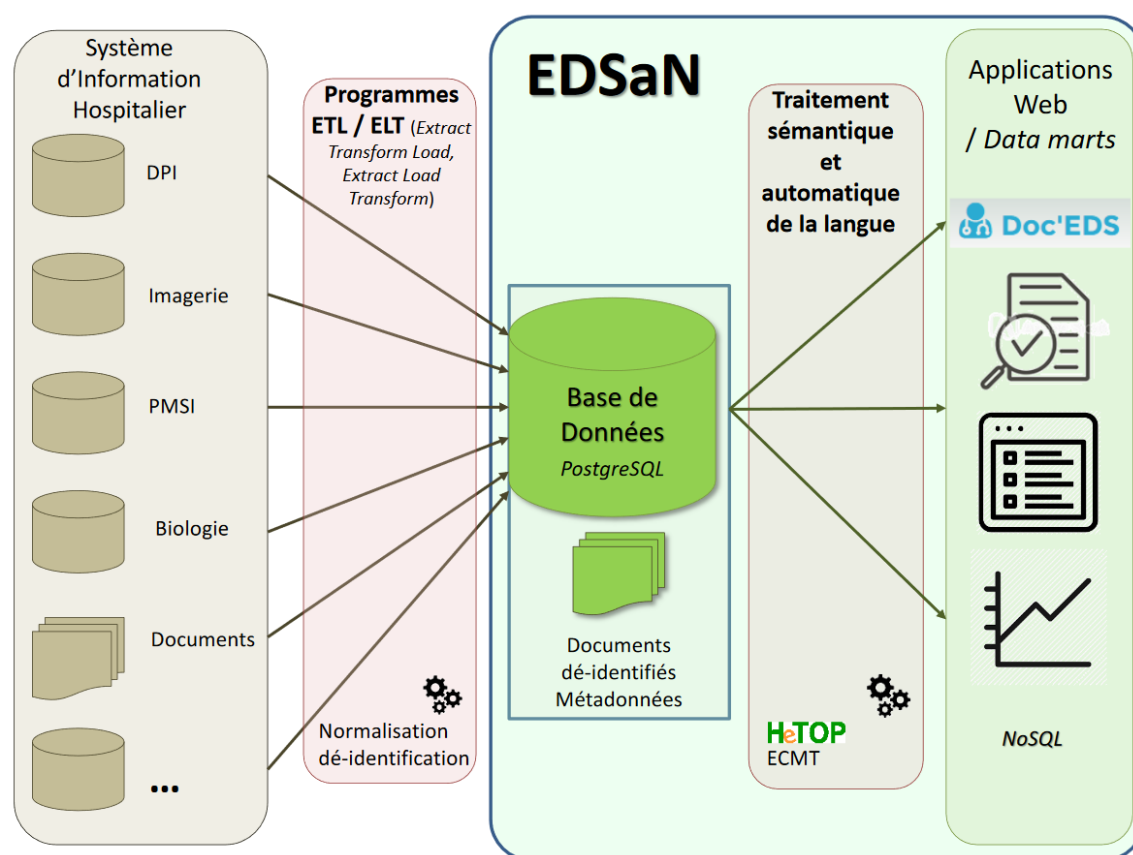 Système
d'Information
Hospitalier
DPI
Imagerie
PMSI
Biologie
Documents
...
Programmes
ETL / ELT (Extract
Transform Load,
Extract Load
Transform)
Normalisation
dé-identification
EDSaN
Base de
Données
PostgreSQL
Documents
dé-identifiés
Métadonnées
Traitement
sémantique
et
automatique
de la langue
HeTOP
ECMT
Applications
Web
/ Data marts
Doc'EDS
NoSQL